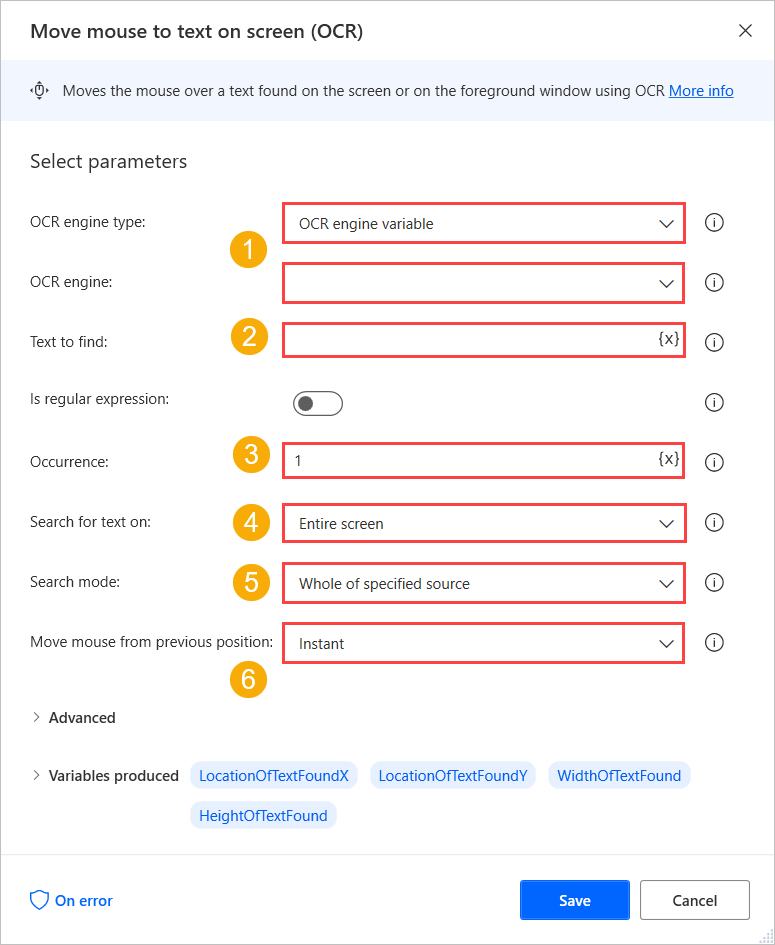 Move mouse to text on screen (OCR)
Moves the mouse over a text found on the screen or on the foreground window using OCR More info
Select parameters
OCR engine type: OCR engine variable
1
OCR engine:
2
Text to find: {x}
Is regular expression:
3
Occurrence: 1 {x}
Search for text on: 4 Entire screen
Search mode: 5 Whole of specified source
Move mouse from previous position: Instant
6
Advanced
Variables produced LocationOfTextFoundX LocationOfTextFoundY WidthOfTextFound
HeightOfTextFound
On error Save Cancel